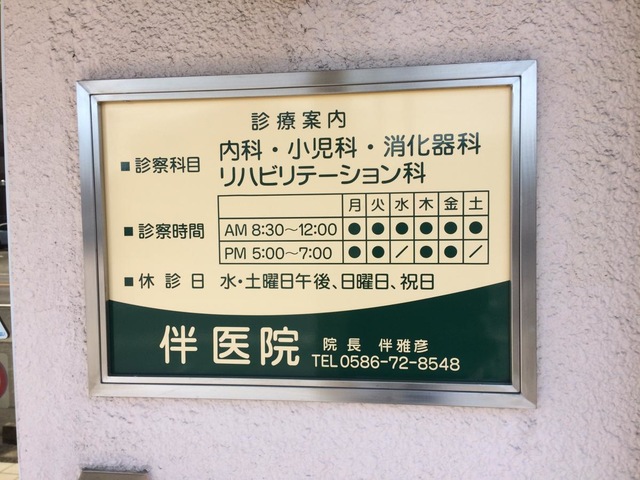 診療案内
■診察科目 内科・小児科・消化器科
リハビリテーション科
月 火 水 木 金 土
■診察時間 AM 8:30～12:00 ● ● ● ● ● ●
PM 5:00～7:00 ● ● ／ ● ● ／
■休診日 水・土曜日午後、日曜日、祝日
伴医院 院長 伴雅彦
TEL 0586-72-8548